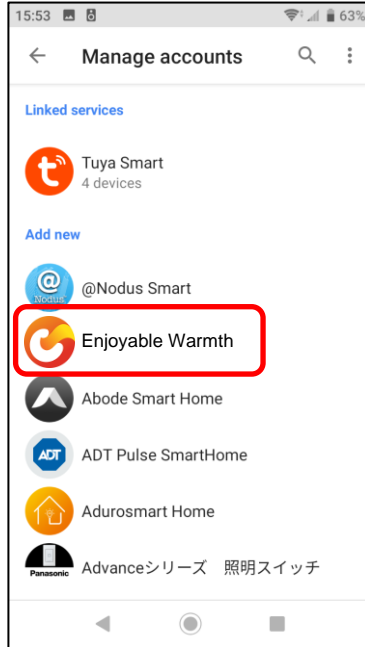 15:53 63%
Manage accounts
Linked services
Tuya Smart
4 devices
Add new
@
Nodus
@Nodus Smart
Enjoyable Warmth
Abode Smart Home
ADT
ADT Pulse SmartHome
Adurosmart Home
Panasonic
Advanceシリーズ 照明スイッチ